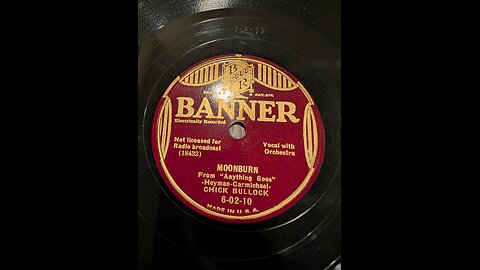 BANNER
Electrically Recorded
Not licensed for
Radio broadcast
(18432)
Vocal with
Orchestra
MOONBURN
From "Anything Goes"
-Heyman-Carmichael-
CHICK BULLOCK
6-02-10
MADE IN U.S.A.